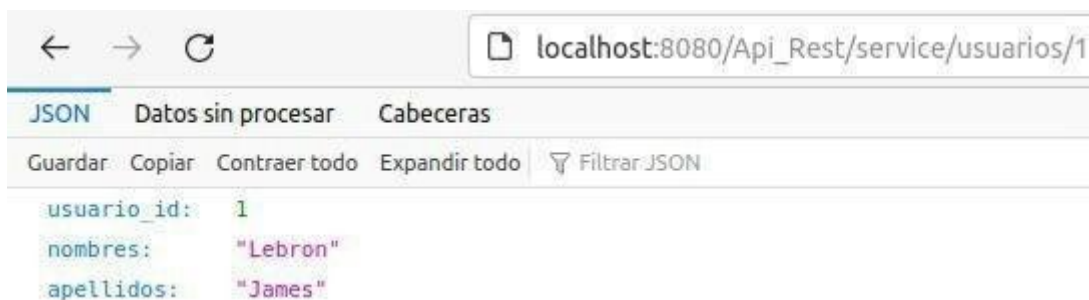 localhost:8080/Api_Rest/service/usuarios/1
JSON Datos sin procesar Cabeceras
Guardar Copiar Contraer todo Expandir todo Filtrar JSON
usuario_id: 1
nombres: "Lebron"
apellidos: "James"